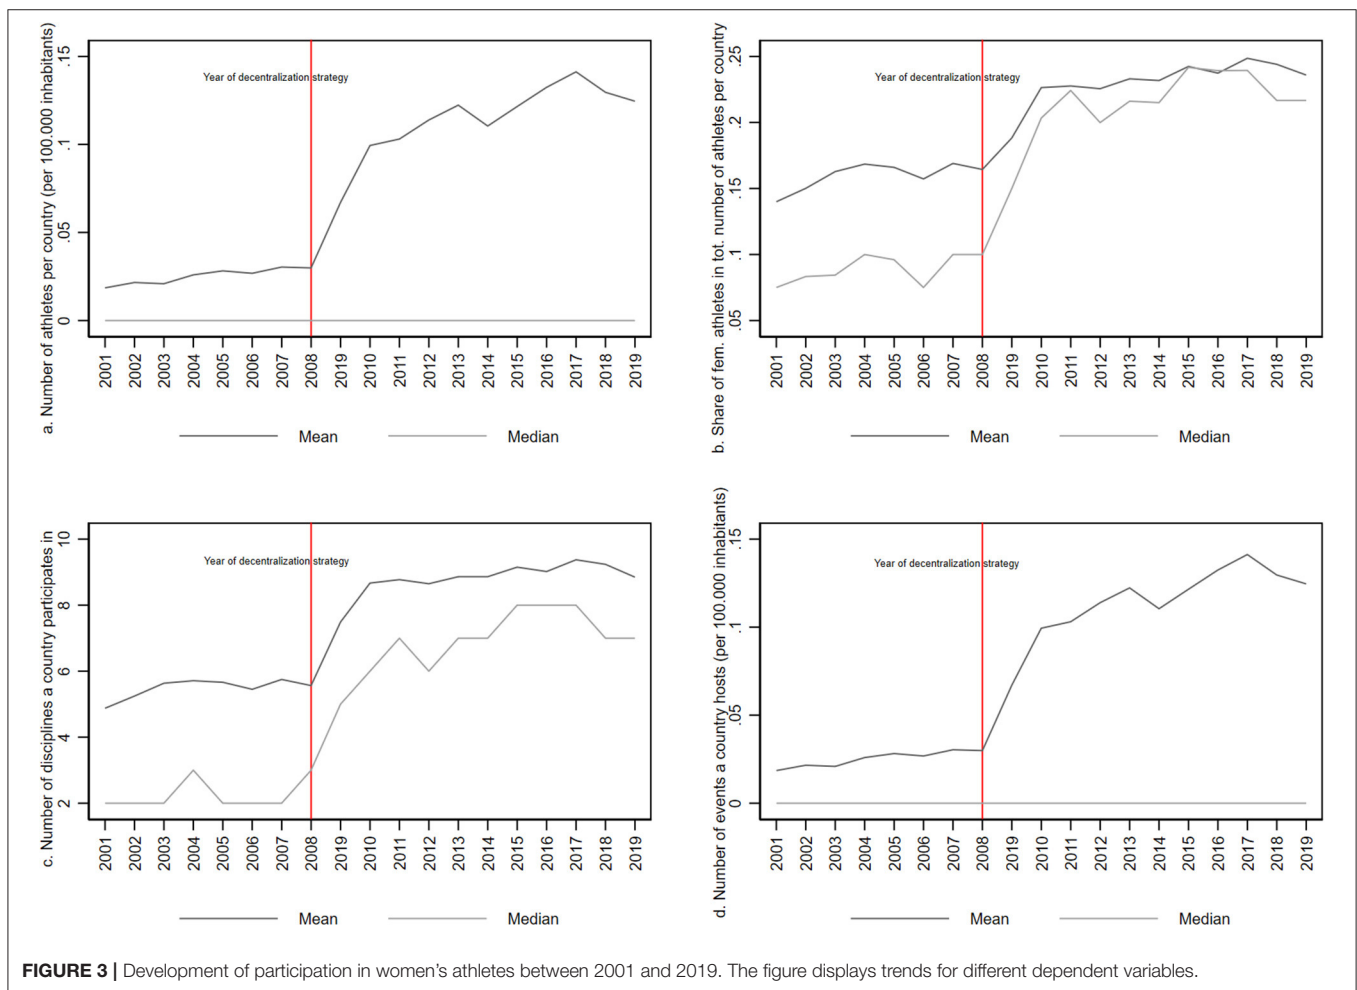 a. Number of athletes per country (per 100.000 inhabitants)
.15
.1
.05
0
Year of decentralization strategy
2001 2002 2003 2004 2005 2006 2007 2008 2019 2010 2011 2012 2013 2014 2015 2016 2017 2018 2019
Mean Median
b. Share of fem. athletes in tot. number of athletes per country
.25
.2
.15
.1
.05
Year of decentralization strategy
2001 2002 2003 2004 2005 2006 2007 2008 2019 2010 2011 2012 2013 2014 2015 2016 2017 2018 2019
Mean Median
c. Number of disciplines a country participates in
10
8
6
4
2
Year of decentralization strategy
2001 2002 2003 2004 2005 2006 2007 2008 2019 2010 2011 2012 2013 2014 2015 2016 2017 2018 2019
Mean Median
d. Number of events a country hosts (per 100.000 inhabitants)
.15
.1
.05
0
Year of decentralization strategy
2001 2002 2003 2004 2005 2006 2007 2008 2019 2010 2011 2012 2013 2014 2015 2016 2017 2018 2019
Mean Median
FIGURE 3 | Development of participation in women's athletes between 2001 and 2019. The figure displays trends for different dependent variables.